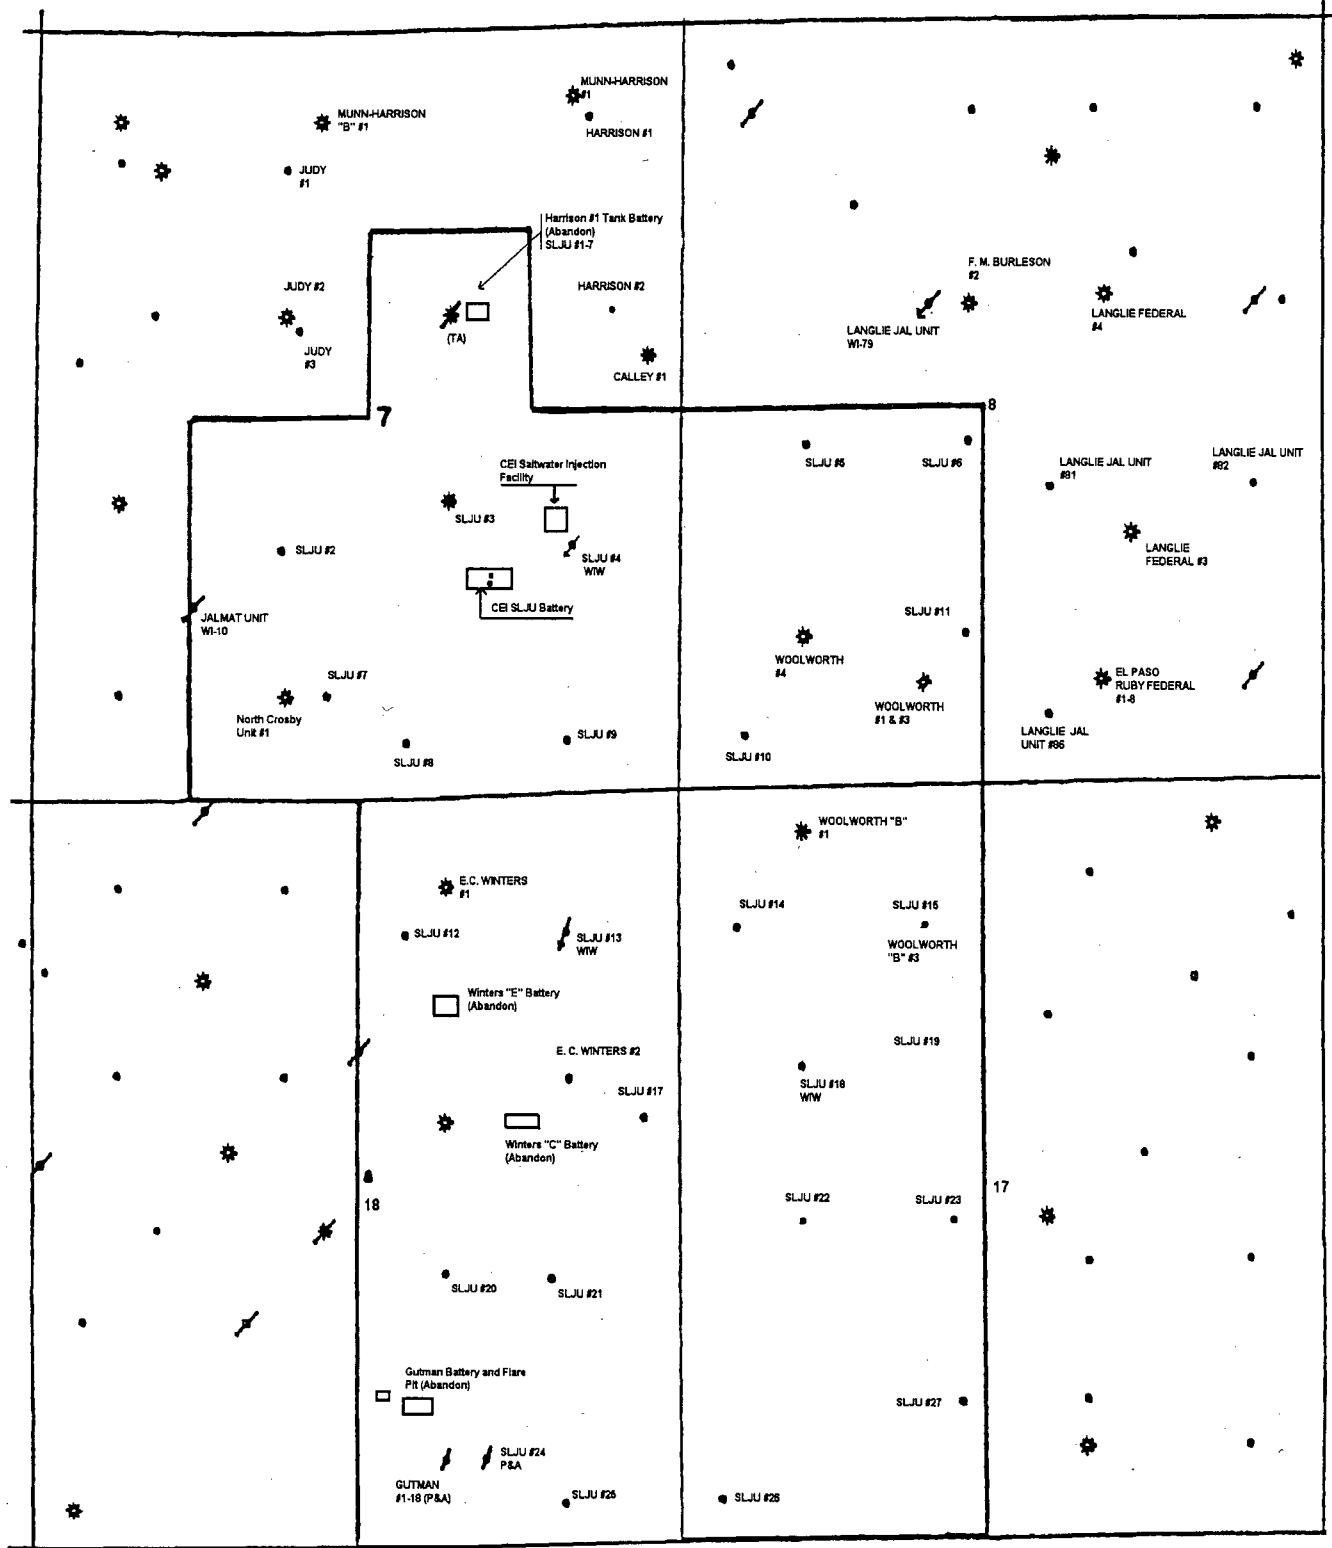 MUNN-HARRISON
#1
MUNN-HARRISON
"B" #1
HARRISON #1
JUDY
#1
Harrison #1 Tank Battery
(Abandon)
SLJU #1-7
F. M. BURLESON
#2
JUDY #2
HARRISON #2
LANGLIE FEDERAL
#4
LANGLIE JAL UNIT
WI-79
(TA)
JUDY
#3
CALLEY #1
7
8
SLJU #5
SLJU #6
LANGLIE JAL UNIT
#81
LANGLIE JAL UNIT
#82
CEI Saltwater Injection
Facility
SLJU #3
SLJU #2
SLJU #4
WIW
LANGLIE
FEDERAL #3
CEI SLJU Battery
JALMAT UNIT
WI-10
SLJU #11
WOOLWORTH
#4
EL PASO
RUBY FEDERAL
#1-8
SLJU #7
North Crosby
Unit #1
WOOLWORTH
#1 & #3
LANGLIE JAL
UNIT #86
SLJU #8
SLJU #9
SLJU #10
WOOLWORTH "B"
#1
E.C. WINTERS
#1
SLJU #14
SLJU #15
SLJU #12
SLJU #13
WIW
WOOLWORTH
"B" #3
Winters "E" Battery
(Abandon)
SLJU #19
E. C. WINTERS #2
SLJU #17
SLJU #18
WIW
Winters "C" Battery
(Abandon)
17
18
SLJU #22
SLJU #23
SLJU #20
SLJU #21
Gutman Battery and Flare
Pit (Abandon)
SLJU #27
SLJU #24
P&A
GUTMAN
#1-18 (P&A)
SLJU #25
SLJU #26